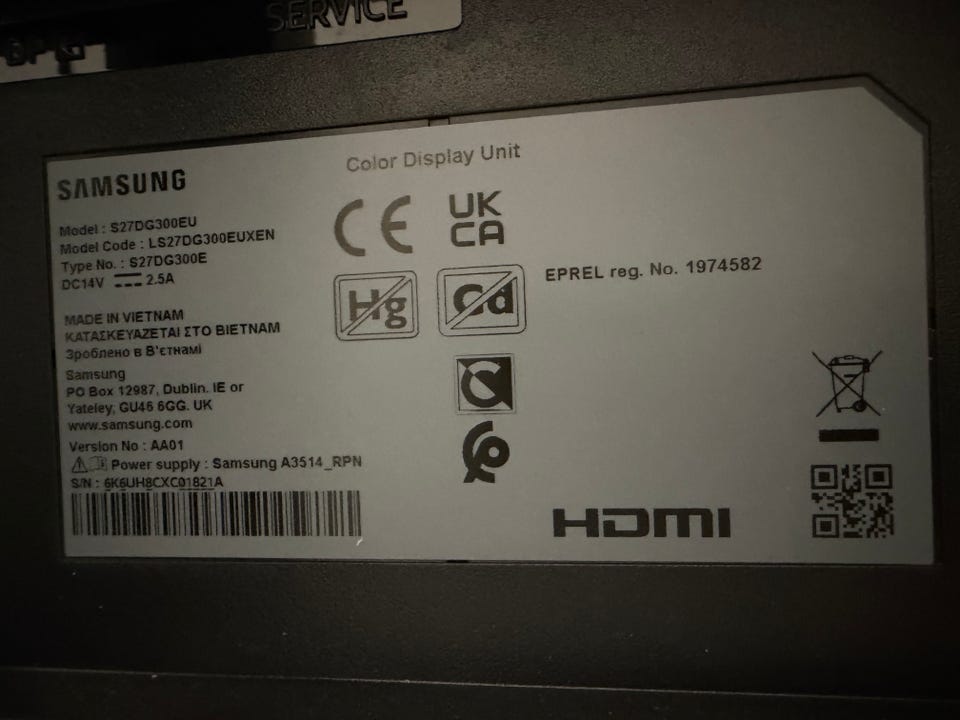 SERVICE
SAMSUNG
Color Display Unit
Model : S27DG300EU
Model Code : LS27DG300EUXEN
Type No. : S27DG300E
DC14V 2.5A
CE
UK
CA
Hg
Cd
EPREL reg. No. 1974582
MADE IN VIETNAM
ΚΑΤΑΣΚΕΥΑΖΕΤΑΙ ΣΤΟ ΒΙΕΤΝΑΜ
Зроблено в В'єтнамі
Samsung
PO Box 12987, Dublin. IE or
Yateley, GU46 6GG. UK
www.samsung.com
Version No : AA01
Power supply : Samsung A3514_RPN
S/N : 6K6UH8CXC01821A
HDMI